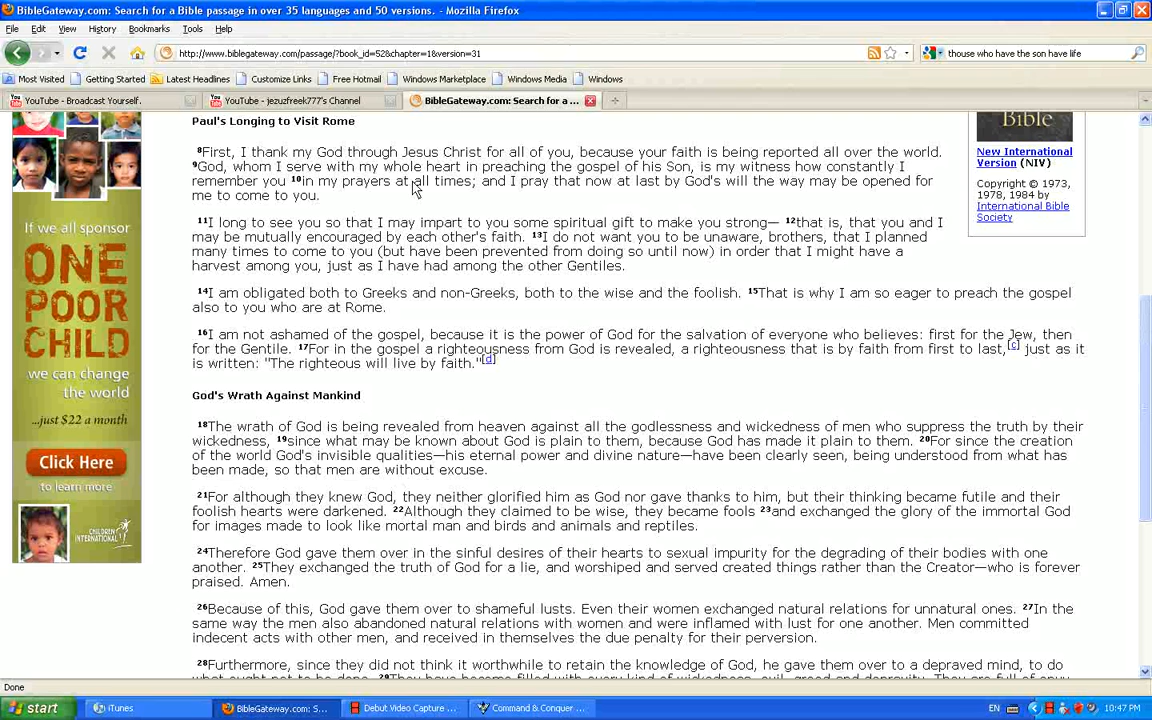 BibleGateway.com: Search for a Bible passage in over 35 languages and 50 versions. - Mozilla Firefox
File Edit View History Bookmarks Tools Help
http://www.biblegateway.com/passage/?book_id=52&chapter=1&version=31
thouse who have the son have life
Most Visited Getting Started Latest Headlines Customize Links Free Hotmail Windows Marketplace Windows Media Windows
YouTube - Broadcast Yourself. YouTube - jezuzfreek777's Channel BibleGateway.com: Search for a ...
Paul's Longing to Visit Rome
8First, I thank my God through Jesus Christ for all of you, because your faith is being reported all over the world.
9God, whom I serve with my whole heart in preaching the gospel of his Son, is my witness how constantly I
remember you 10in my prayers at all times; and I pray that now at last by God's will the way may be opened for
me to come to you.
11I long to see you so that I may impart to you some spiritual gift to make you strong— 12that is, that you and I
may be mutually encouraged by each other's faith. 13I do not want you to be unaware, brothers, that I planned
many times to come to you (but have been prevented from doing so until now) in order that I might have a
harvest among you, just as I have had among the other Gentiles.
14I am obligated both to Greeks and non-Greeks, both to the wise and the foolish. 15That is why I am so eager to preach the gospel
also to you who are at Rome.
16I am not ashamed of the gospel, because it is the power of God for the salvation of everyone who believes: first for the Jew, then
for the Gentile. 17For in the gospel a righteousness from God is revealed, a righteousness that is by faith from first to last,[c] just as it
is written: "The righteous will live by faith."[d]
God's Wrath Against Mankind
18The wrath of God is being revealed from heaven against all the godlessness and wickedness of men who suppress the truth by their
wickedness, 19since what may be known about God is plain to them, because God has made it plain to them. 20For since the creation
of the world God's invisible qualities—his eternal power and divine nature—have been clearly seen, being understood from what has
been made, so that men are without excuse.
21For although they knew God, they neither glorified him as God nor gave thanks to him, but their thinking became futile and their
foolish hearts were darkened. 22Although they claimed to be wise, they became fools 23and exchanged the glory of the immortal God
for images made to look like mortal man and birds and animals and reptiles.
24Therefore God gave them over in the sinful desires of their hearts to sexual impurity for the degrading of their bodies with one
another. 25They exchanged the truth of God for a lie, and worshiped and served created things rather than the Creator—who is forever
praised. Amen.
26Because of this, God gave them over to shameful lusts. Even their women exchanged natural relations for unnatural ones. 27In the
same way the men also abandoned natural relations with women and were inflamed with lust for one another. Men committed
indecent acts with other men, and received in themselves the due penalty for their perversion.
28Furthermore, since they did not think it worthwhile to retain the knowledge of God, he gave them over to a depraved mind, to do
what ought not to be done. 29They have become filled with every kind of wickedness, evil, greed and depravity. They are full of envy,
Bible
New International
Version (NIV)
Copyright © 1973,
1978, 1984 by
International Bible
Society
If we all sponsor
ONE
POOR
CHILD
we can change
the world
...just $22 a month
Click Here
to learn more
CHILDREN
INTERNATIONAL
Done
start iTunes BibleGateway.com: S... Debut Video Capture ... Command & Conquer ... EN 10:47 PM